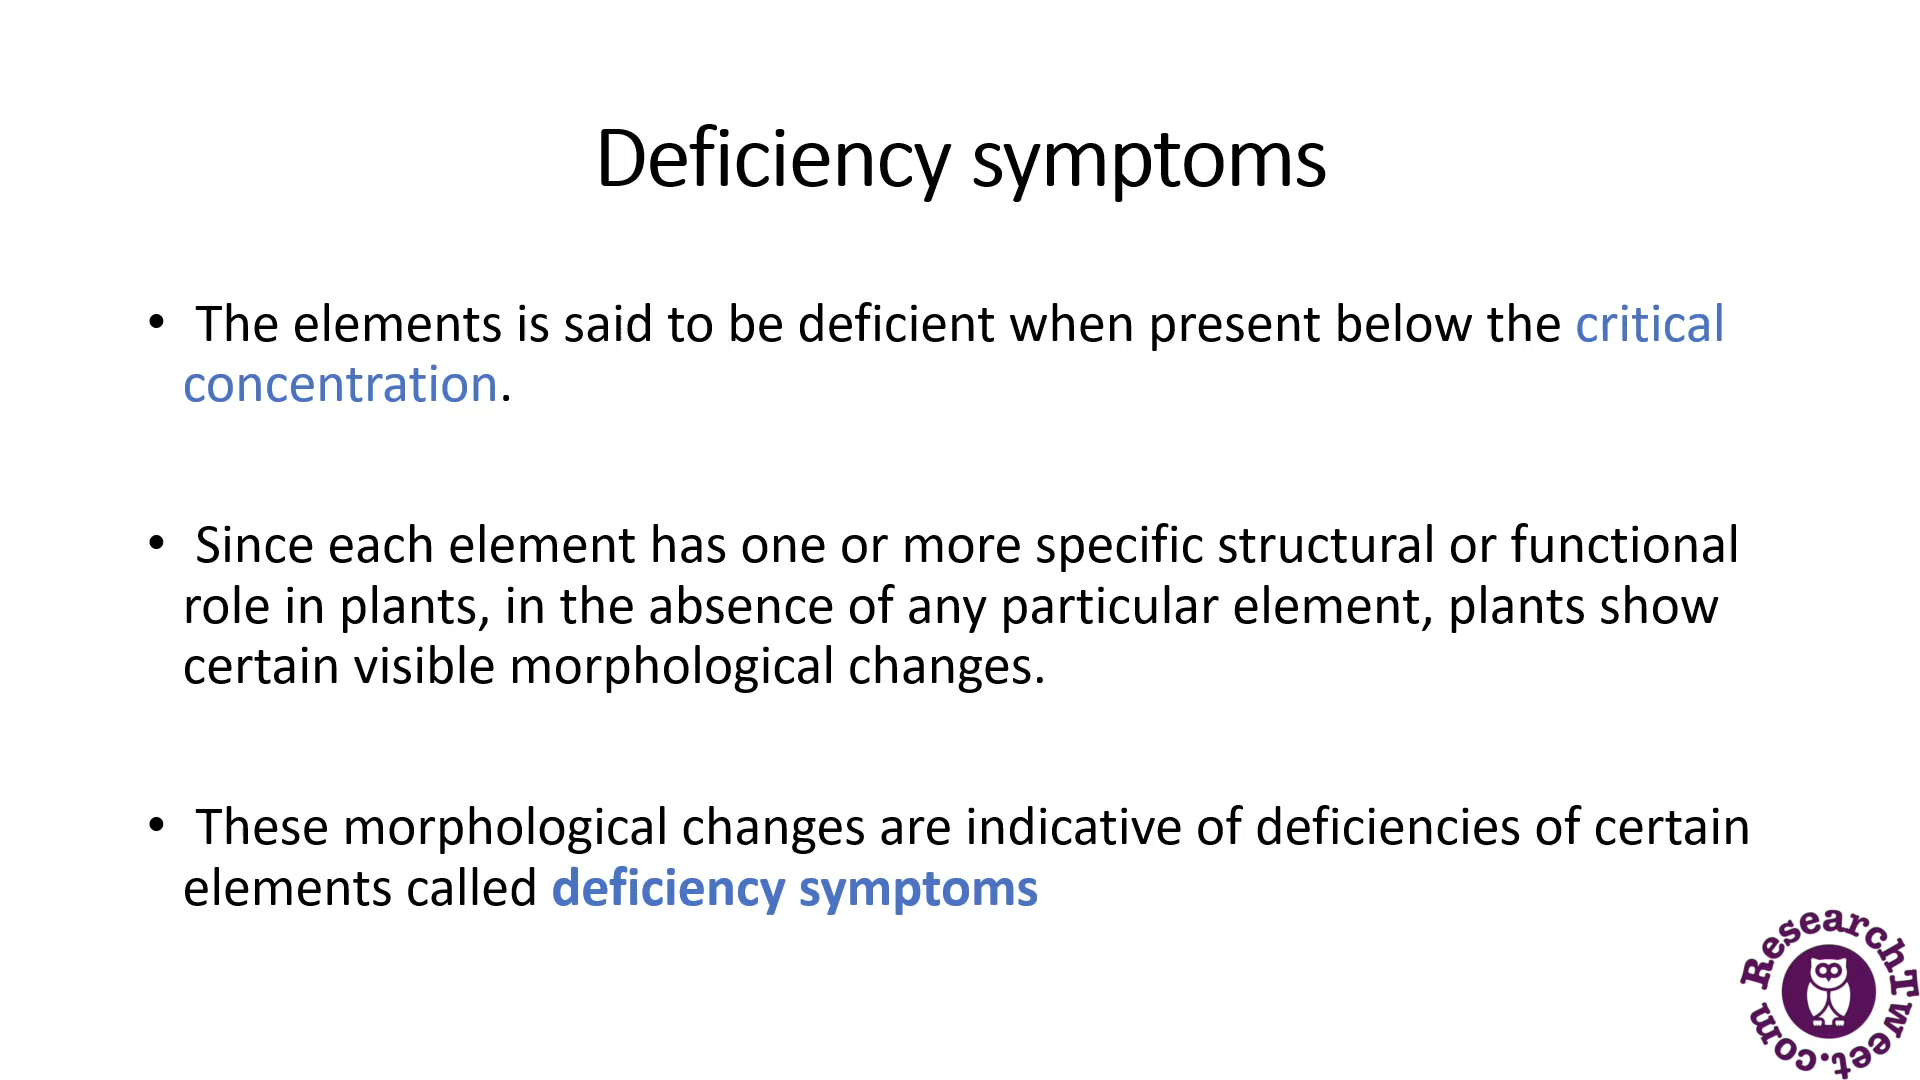 Deficiency symptoms
• The elements is said to be deficient when present below the critical
concentration.
• Since each element has one or more specific structural or functional
role in plants, in the absence of any particular element, plants show
certain visible morphological changes.
• These morphological changes are indicative of deficiencies of certain
elements called deficiency symptoms
ResearchTweet.com